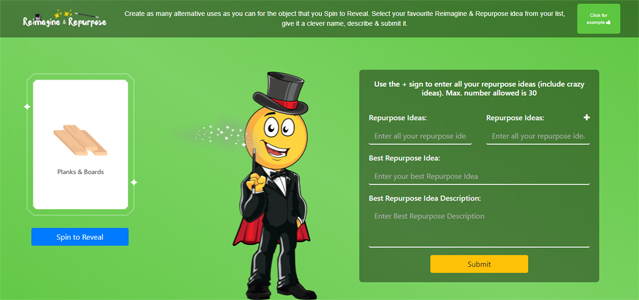 Reimagine & Repurpose
Create as many alternative uses as you can for the object that you Spin to Reveal. Select your favourite Reimagine & Repurpose idea from your list,
give it a clever name, describe & submit it.
Click for
example
Planks & Boards
Spin to Reveal
Use the + sign to enter all your repurpose ideas (include crazy
ideas). Max. number allowed is 30
Repurpose Ideas: Repurpose Ideas: +
Enter all your repurpose ide Enter all your repurpose ide
Best Repurpose Idea:
Enter your best Repurpose Idea
Best Repurpose Idea Description:
Enter Best Repurpose Description
Submit